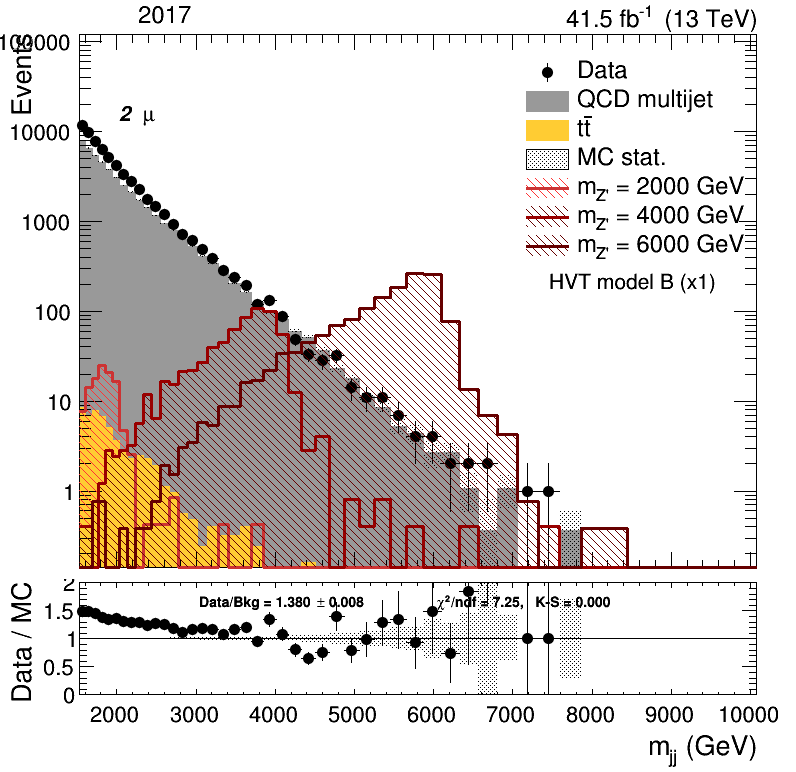 2017
41.5 fb⁻¹ (13 TeV)
Events
100000
10000
1000
100
10
1
2 μ
Data
QCD multijet
tt̄
MC stat.
m_Z' = 2000 GeV
m_Z' = 4000 GeV
m_Z' = 6000 GeV
HVT model B (x1)
Data / MC
2
1.5
1
0.5
0
Data/Bkg = 1.380 ± 0.008
χ²/ndf = 7.25, K-S = 0.000
2000 3000 4000 5000 6000 7000 8000 9000 10000
m_jj (GeV)